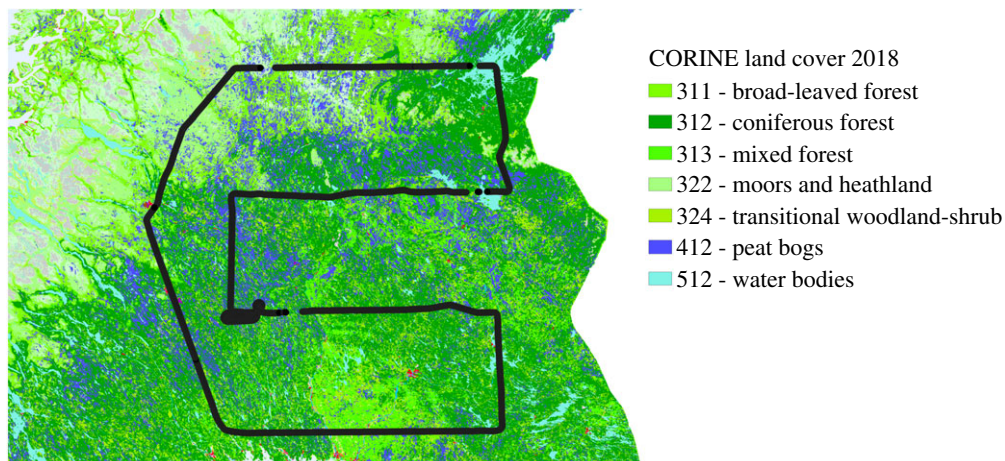 CORINE land cover 2018
311 - broad-leaved forest
312 - coniferous forest
313 - mixed forest
322 - moors and heathland
324 - transitional woodland-shrub
412 - peat bogs
512 - water bodies